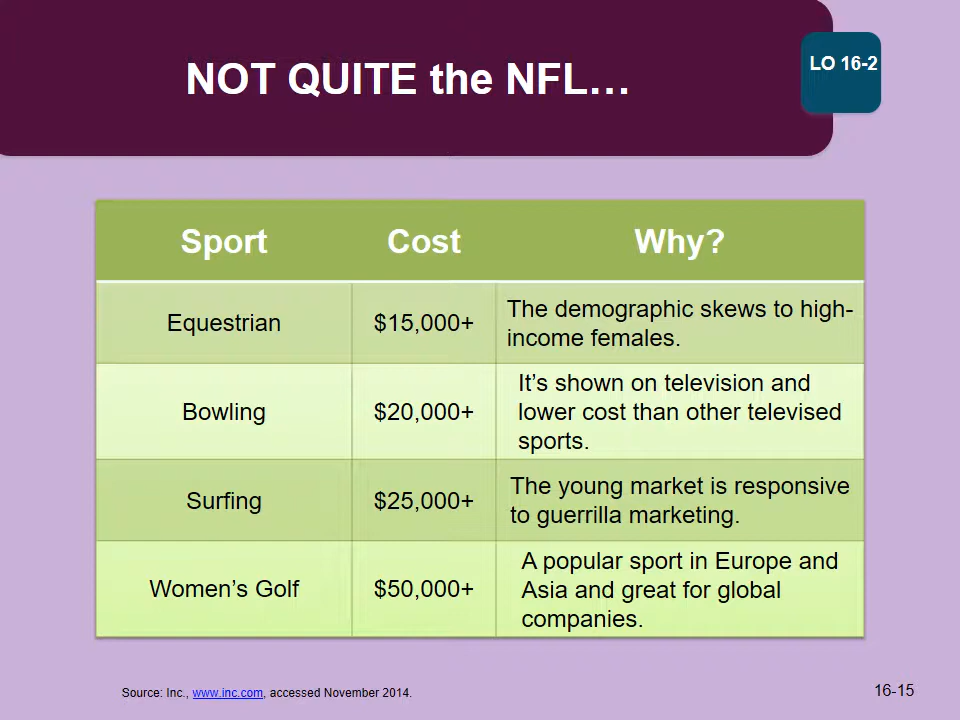 NOT QUITE the NFL…
LO 16-2
Sport Cost Why?
Equestrian $15,000+ The demographic skews to high-
income females.
Bowling $20,000+ It’s shown on television and
lower cost than other televised
sports.
Surfing $25,000+ The young market is responsive
to guerrilla marketing.
Women’s Golf $50,000+ A popular sport in Europe and
Asia and great for global
companies.
Source: Inc., www.inc.com, accessed November 2014.
16-15